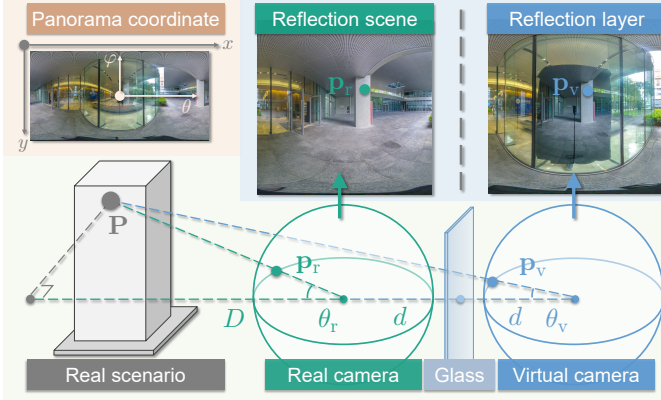 Panorama coordinate
Reflection scene
Reflection layer
x
φ
θ
y
p_r
p_v
P
p_r
p_v
D
θ_r
d
d
θ_v
Real scenario
Real camera
Glass
Virtual camera